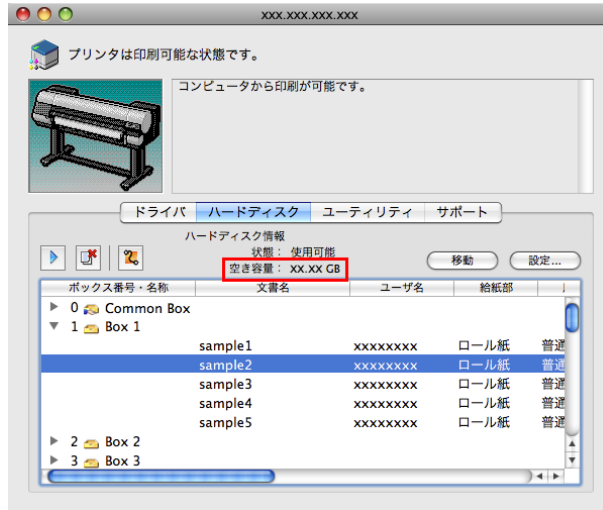 xxx.xxx.xxx.xxx
プリンタは印刷可能な状態です。
コンピュータから印刷が可能です。
ドライバ ハードディスク ユーティリティ サポート
ハードディスク情報
状態： 使用可能
空き容量： xx.xx GB
移動 設定...
ボックス番号・名称 文書名 ユーザ名 給紙部
0 Common Box
1 Box 1
sample1 xxxxxxxx ロール紙 普通
sample2 xxxxxxxx ロール紙 普通
sample3 xxxxxxxx ロール紙 普通
sample4 xxxxxxxx ロール紙 普通
sample5 xxxxxxxx ロール紙 普通
2 Box 2
3 Box 3